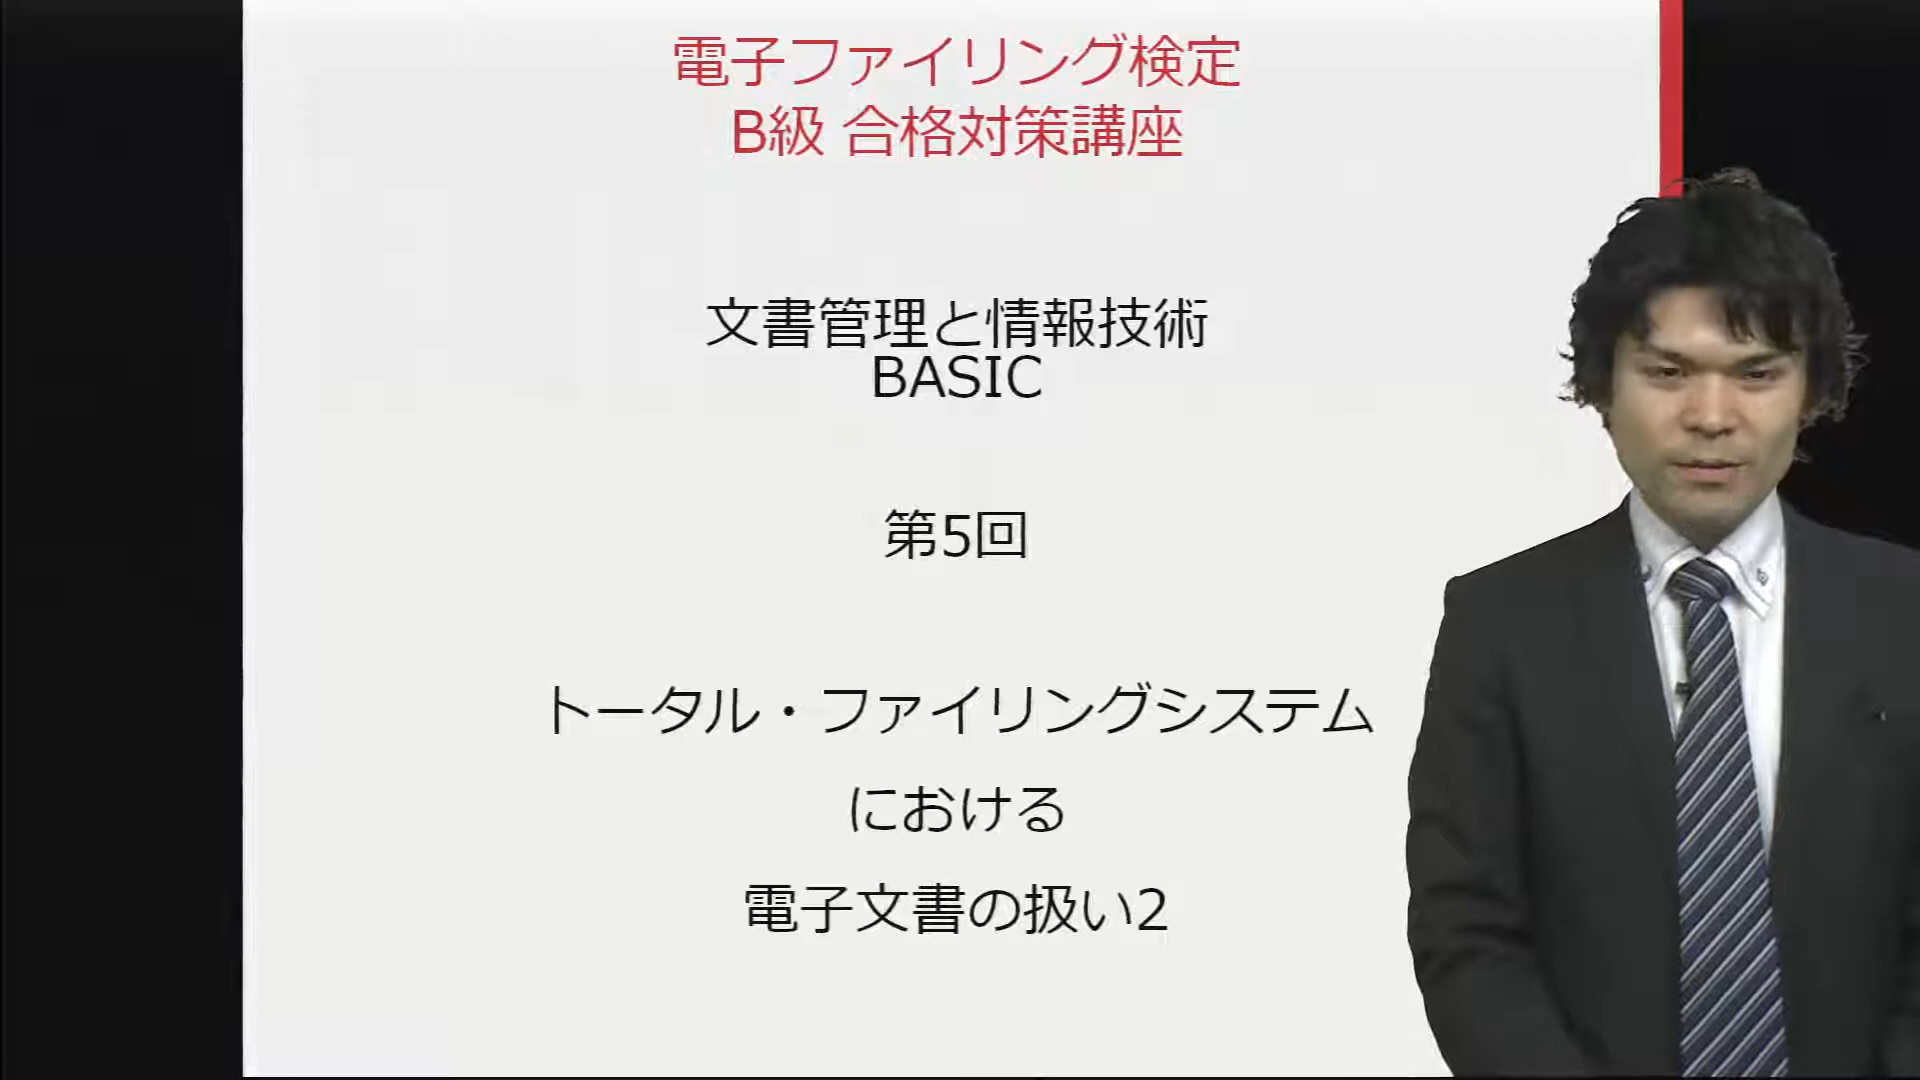 電子ファイリング検定
B級 合格対策講座
文書管理と情報技術
BASIC
第5回
トータル・ファイリングシステム
における
電子文書の扱い2